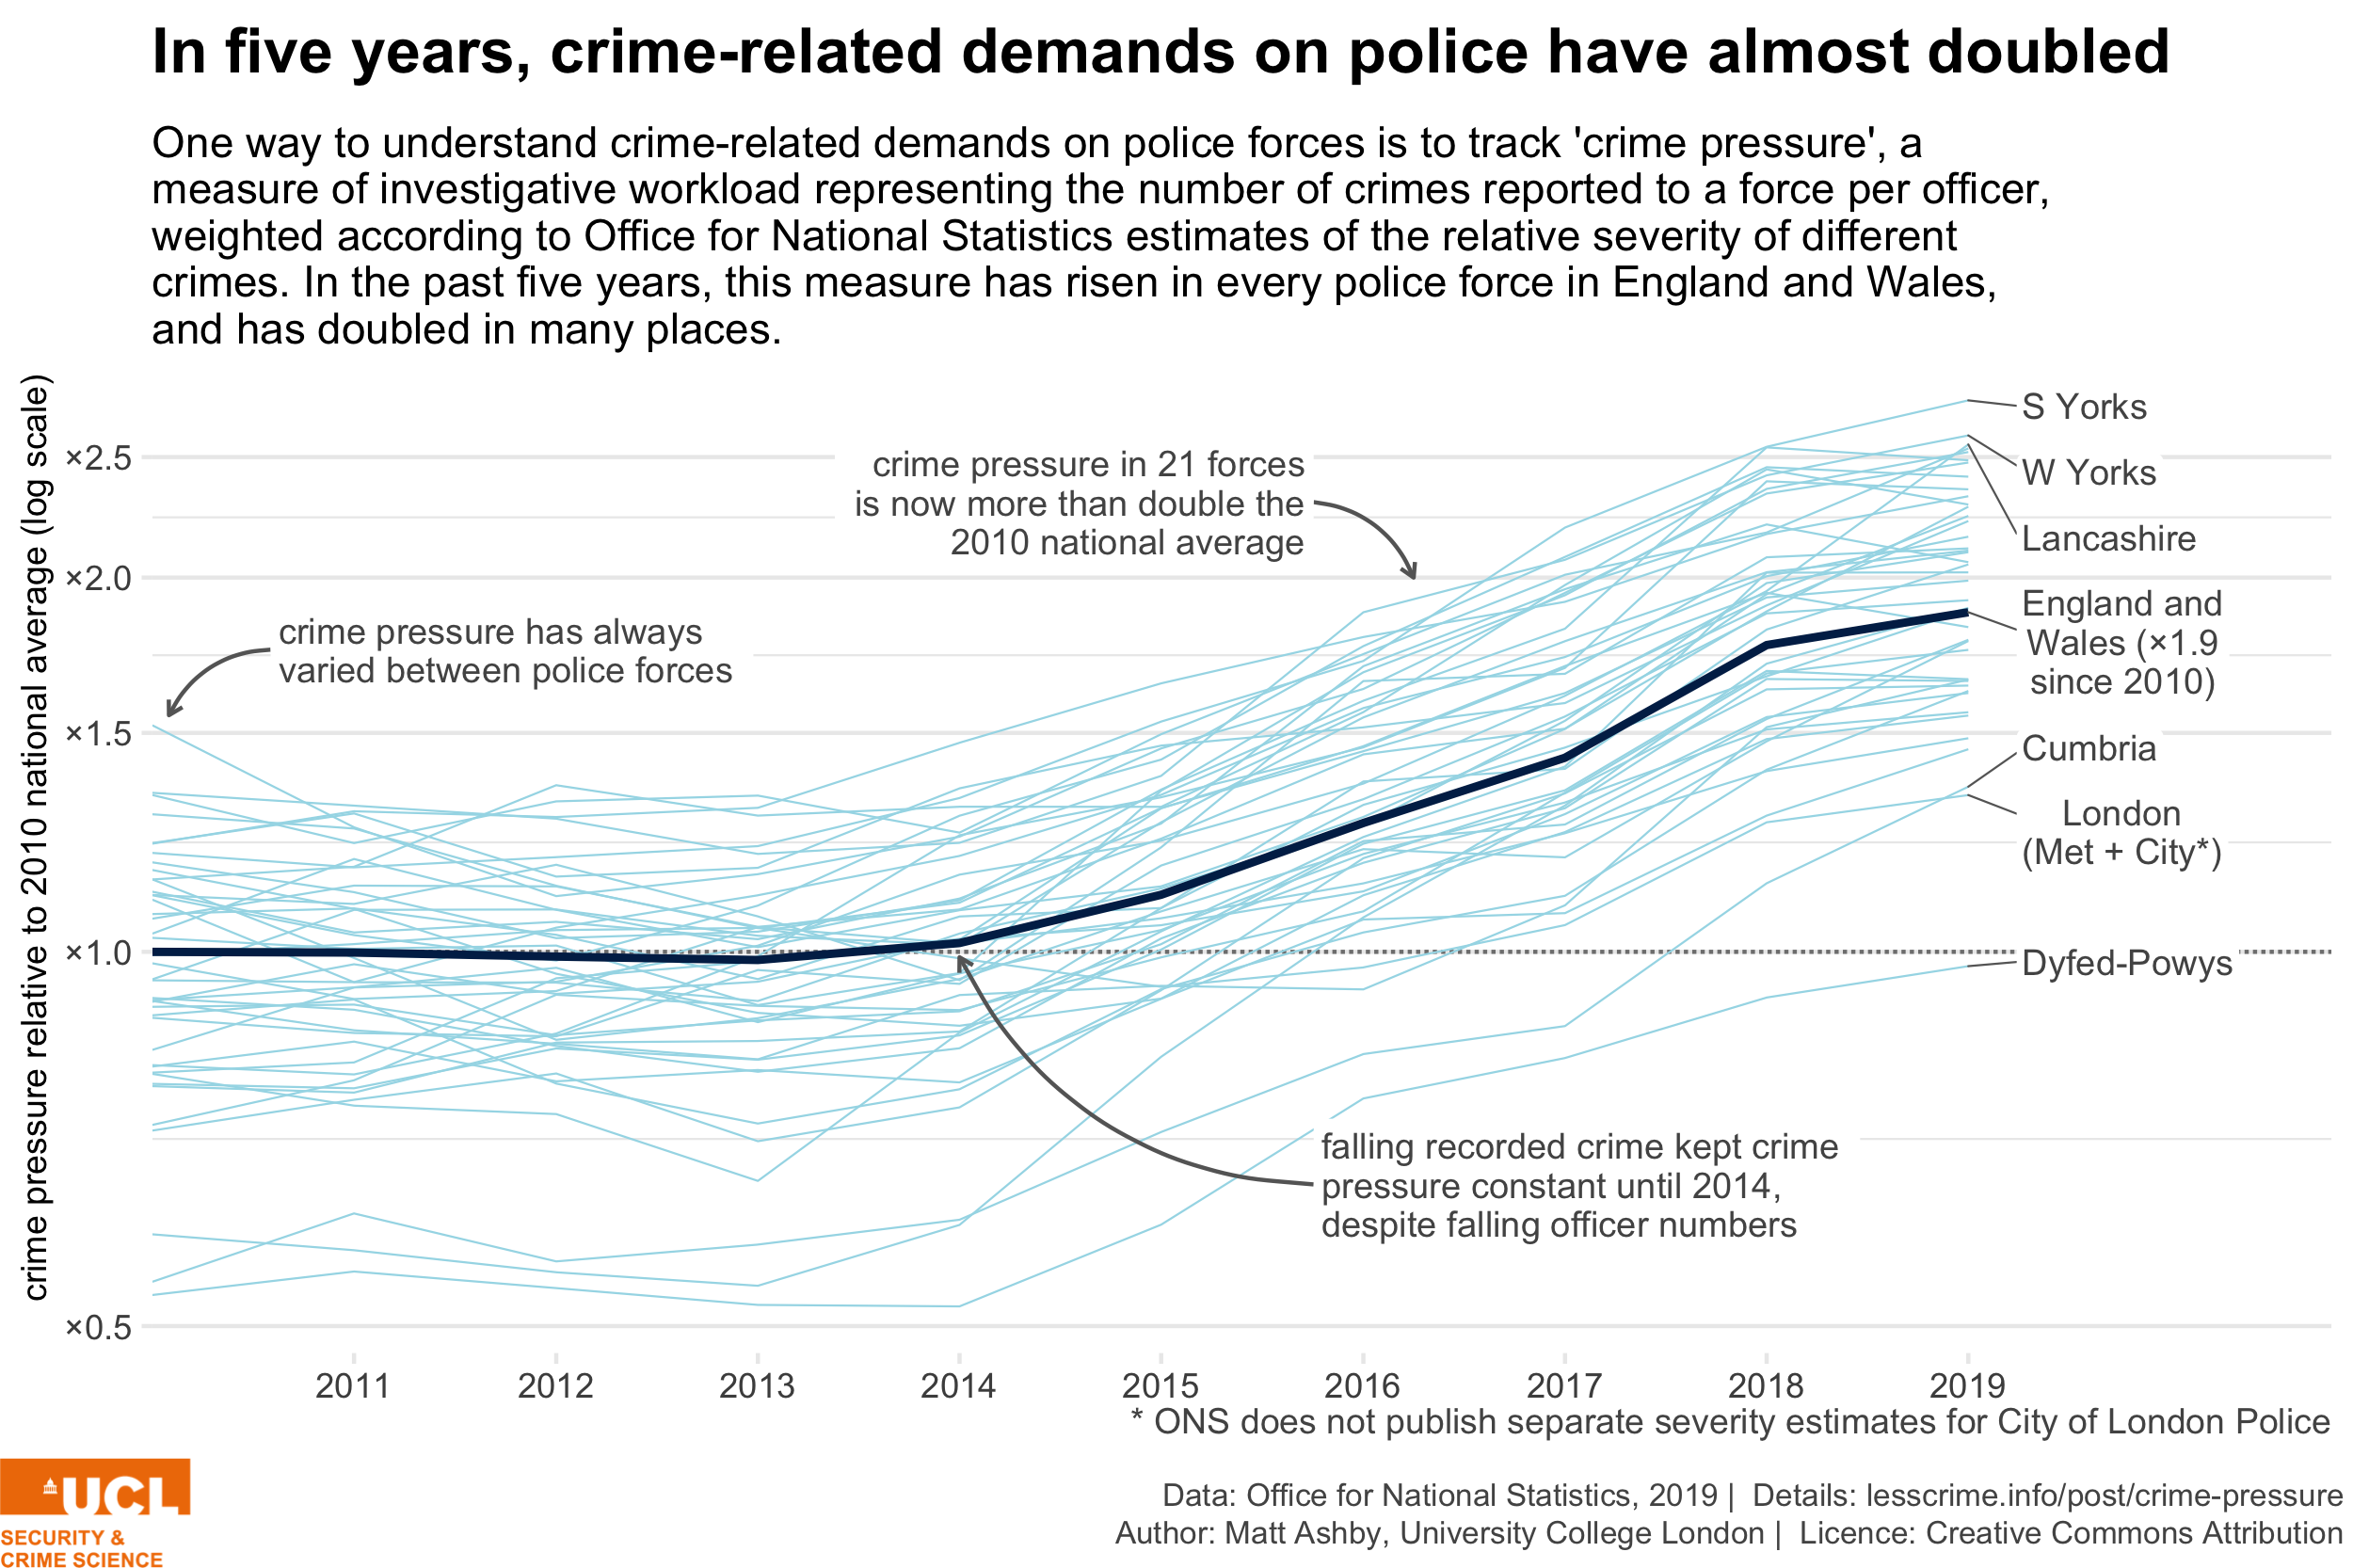 In five years, crime-related demands on police have almost doubled
One way to understand crime-related demands on police forces is to track 'crime pressure', a
measure of investigative workload representing the number of crimes reported to a force per officer,
weighted according to Office for National Statistics estimates of the relative severity of different
crimes. In the past five years, this measure has risen in every police force in England and Wales,
and has doubled in many places.
crime pressure relative to 2010 national average (log scale)
×2.5
×2.0
×1.5
×1.0
×0.5
crime pressure has always
varied between police forces
crime pressure in 21 forces
is now more than double the
2010 national average
falling recorded crime kept crime
pressure constant until 2014,
despite falling officer numbers
S Yorks
W Yorks
Lancashire
England and
Wales (×1.9
since 2010)
Cumbria
London
(Met + City*)
Dyfed-Powys
2011 2012 2013 2014 2015 2016 2017 2018 2019
* ONS does not publish separate severity estimates for City of London Police
UCL
SECURITY &
CRIME SCIENCE
Data: Office for National Statistics, 2019 | Details: lesscrime.info/post/crime-pressure
Author: Matt Ashby, University College London | Licence: Creative Commons Attribution